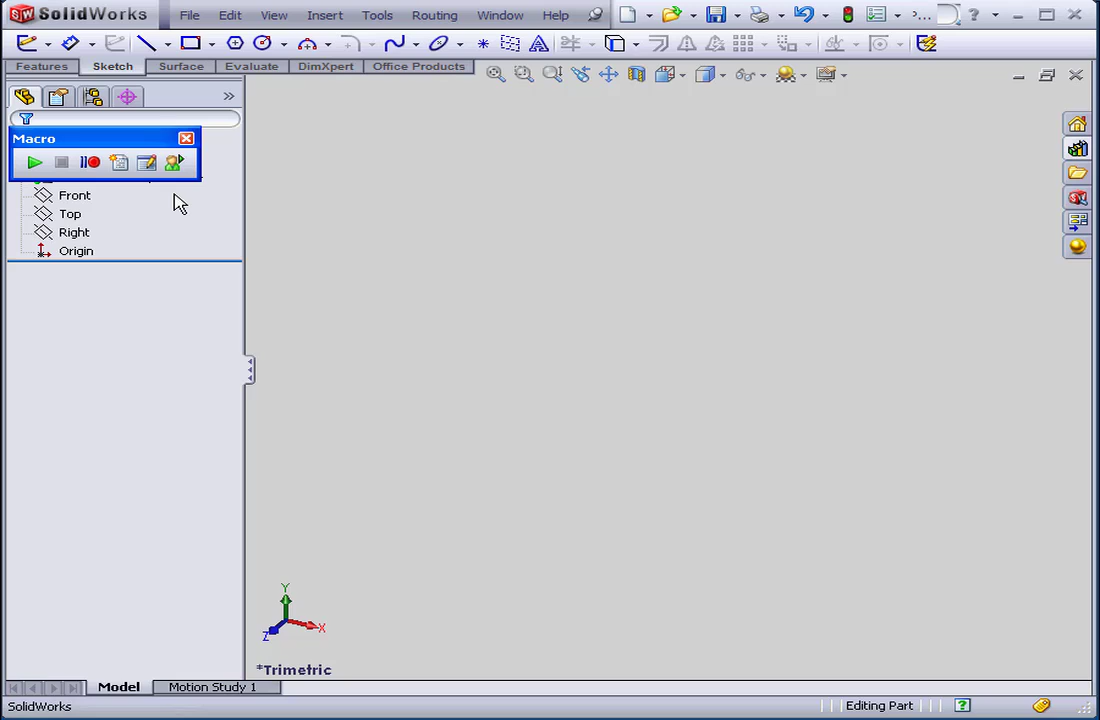 SW SolidWorks File Edit View Insert Tools Routing Window Help
Features Sketch Surface Evaluate DimXpert Office Products
Macro
Front
Top
Right
Origin
Y
X
Z
*Trimetric
Model Motion Study 1
SolidWorks Editing Part